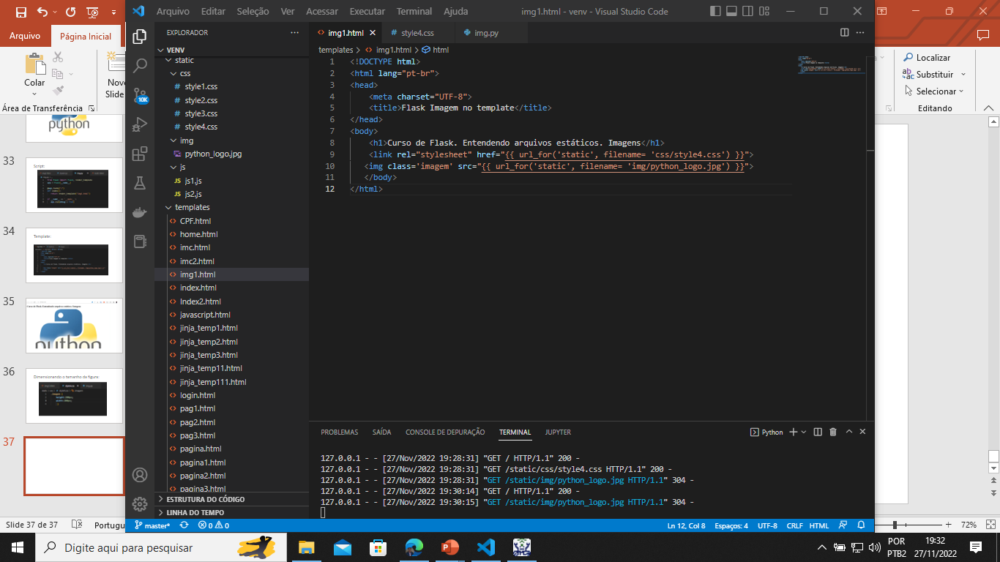 Arquivo
Página Inicial
Colar
Novo
Slide
Área de Transferência
python
33
Script:
34
Template:
35
python
36
Dimensionando o tamanho da figura:
37
Slide 37 de 37
Portugu
Arquivo Editar Seleção Ver Acessar Executar Terminal Ajuda
img1.html - venv - Visual Studio Code
EXPLORADOR
VENV
static
css
style1.css
style2.css
style3.css
style4.css
img
python_logo.jpg
js
JS js1.js
JS js2.js
templates
CPF.html
home.html
imc.html
imc2.html
img1.html
index.html
Index2.html
javascript.html
jinja_temp1.html
jinja_temp2.html
jinja_temp3.html
jinja_temp11.html
jinja_temp111.html
login.html
pag1.html
pag2.html
pag3.html
pagina.html
pagina1.html
pagina2.html
pagina3.html
ESTRUTURA DO CÓDIGO
LINHA DO TEMPO
10K
img1.html style4.css img.py
templates > img1.html > html
1 <!DOCTYPE html>
2 <html lang="pt-br">
3 <head>
4 <meta charset="UTF-8">
5 <title>Flask Imagem no template</title>
6 </head>
7 <body>
8 <h1>Curso de Flask. Entendendo arquivos estáticos. Imagens</h1>
9 <link rel="stylesheet" href="{{ url_for('static', filename= 'css/style4.css') }}">
10 <img class='imagem' src="{{ url_for('static', filename= 'img/python_logo.jpg') }}">
11 </body>
12 </html>
PROBLEMAS SAÍDA CONSOLE DE DEPURAÇÃO TERMINAL JUPYTER
Python
127.0.0.1 - - [27/Nov/2022 19:28:31] "GET / HTTP/1.1" 200 -
127.0.0.1 - - [27/Nov/2022 19:28:31] "GET /static/css/style4.css HTTP/1.1" 200 -
127.0.0.1 - - [27/Nov/2022 19:28:31] "GET /static/img/python_logo.jpg HTTP/1.1" 304 -
127.0.0.1 - - [27/Nov/2022 19:30:14] "GET / HTTP/1.1" 200 -
127.0.0.1 - - [27/Nov/2022 19:30:15] "GET /static/img/python_logo.jpg HTTP/1.1" 304 -
master* 0 0
Ln 12, Col 8 Espaços: 4 UTF-8 CRLF HTML
Localizar
Substituir
Selecionar
Editando
72%
Digite aqui para pesquisar
POR
PTB2
19:32
27/11/2022